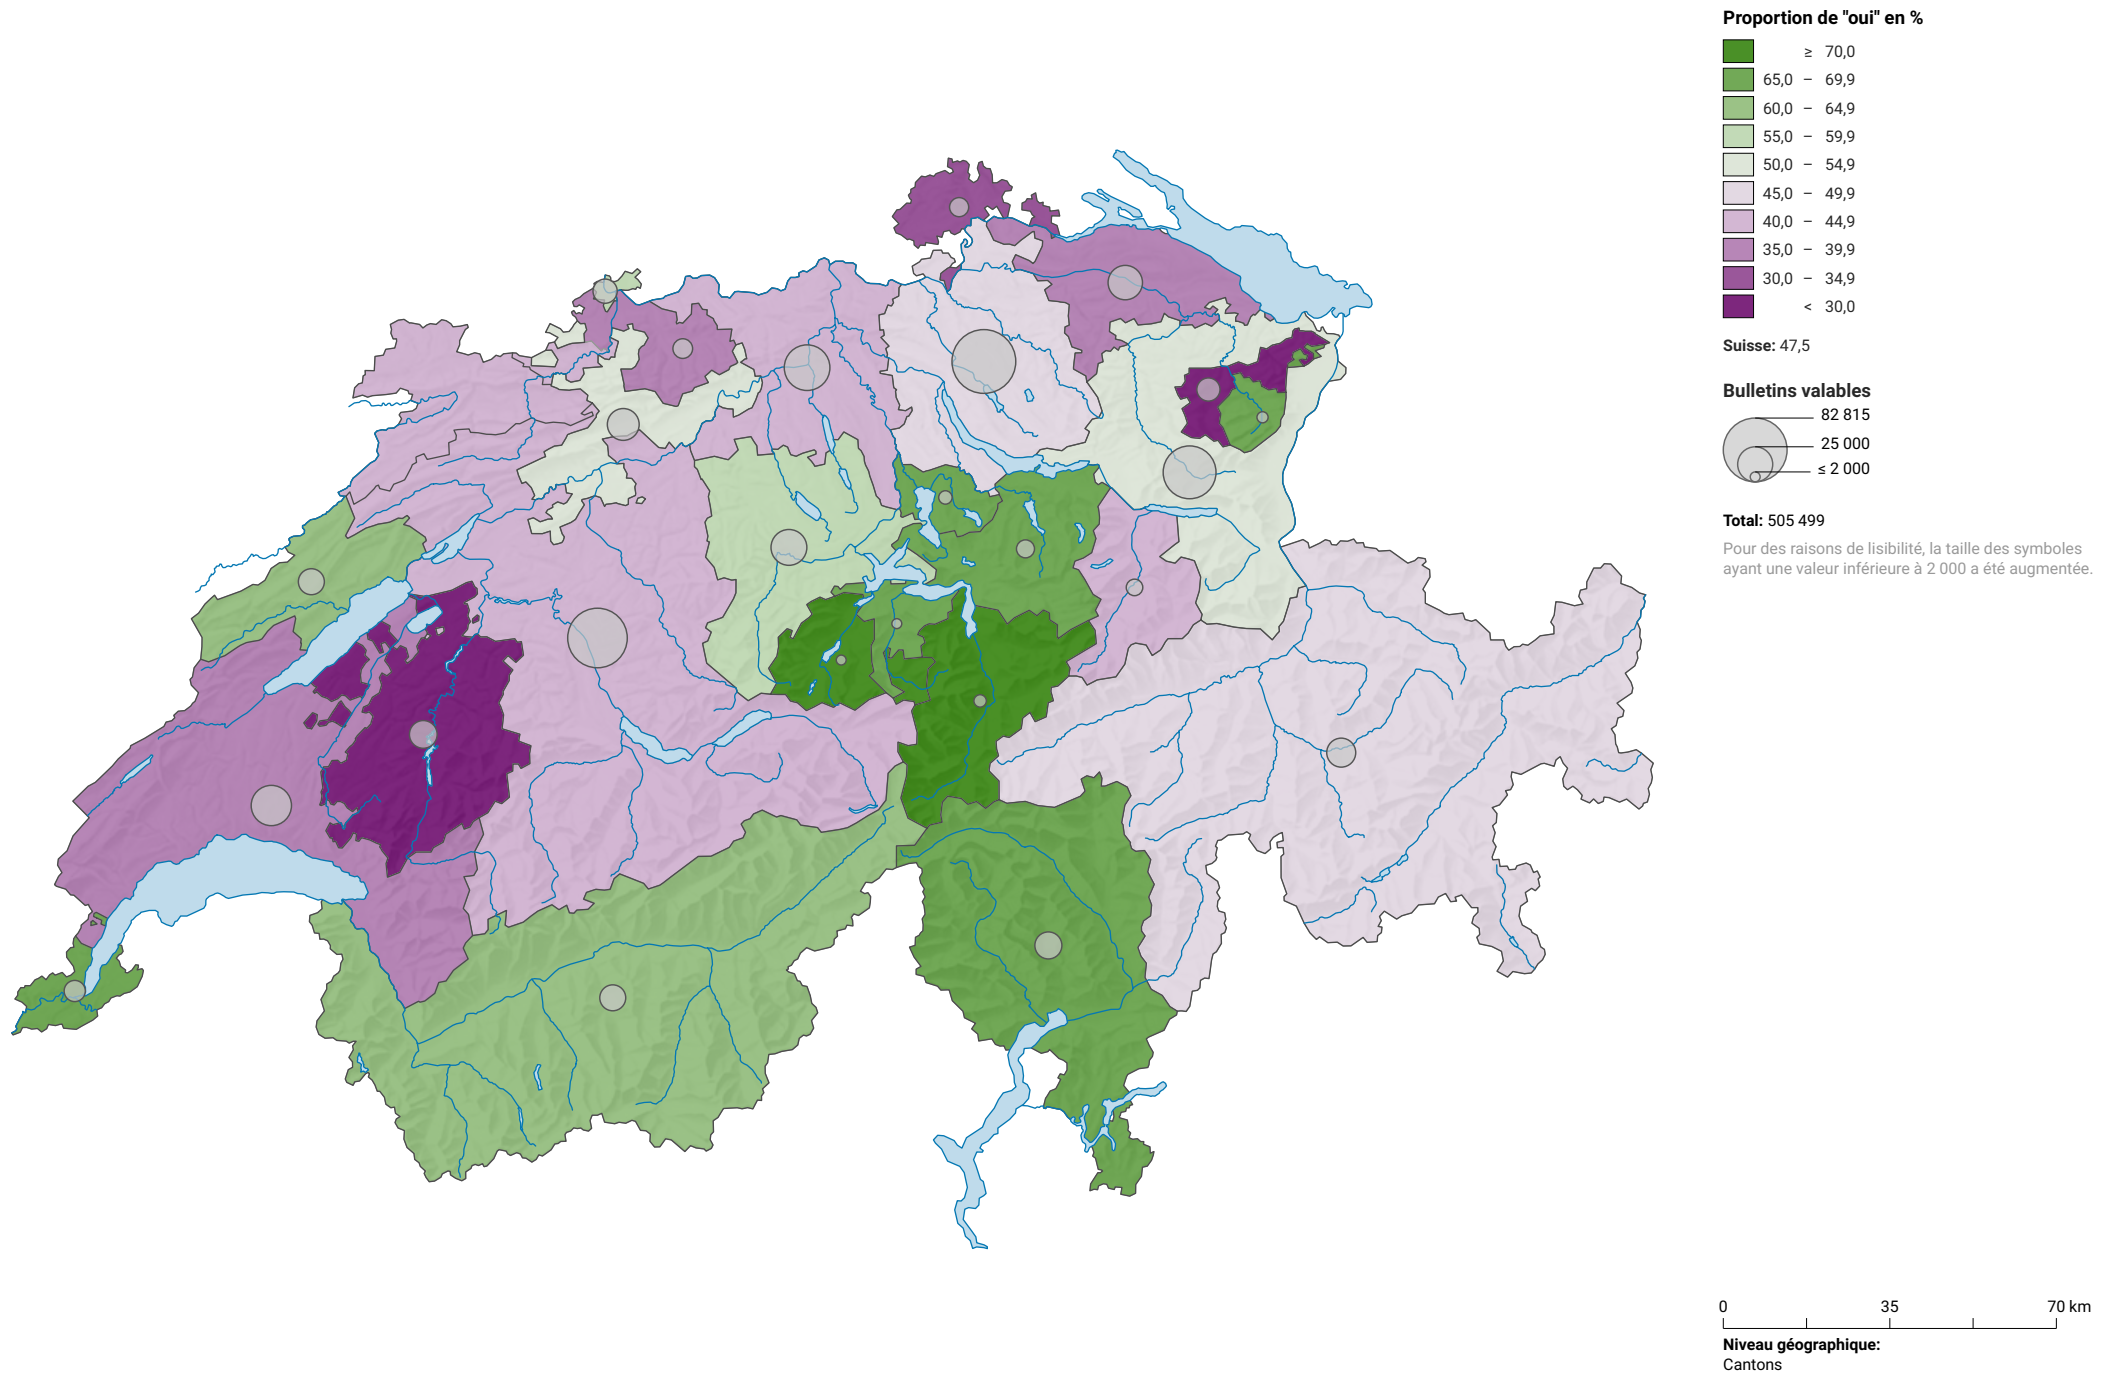 Proportion de "oui" en %
≥ 70,0
65,0 – 69,9
60,0 – 64,9
55,0 – 59,9
50,0 – 54,9
45,0 – 49,9
40,0 – 44,9
35,0 – 39,9
30,0 – 34,9
< 30,0
Suisse: 47,5
Bulletins valables
82 815
25 000
≤ 2 000
Total: 505 499
Pour des raisons de lisibilité, la taille des symboles
ayant une valeur inférieure à 2 000 a été augmentée.
0 35 70 km
Niveau géographique:
Cantons